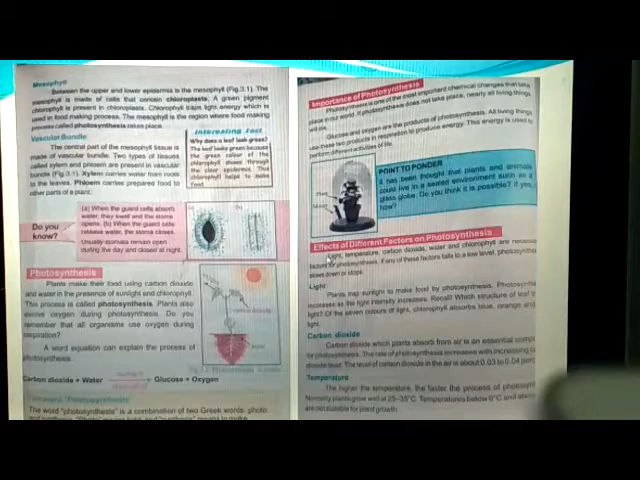 Mesophyll
Between the upper and lower epidermis is the mesophyll (Fig.3.1). The
mesophyll is made of cells that contain chloroplasts. A green pigment
chlorophyll is present in chloroplasts. Chlorophyll traps light energy which is
used in food making process. The mesophyll is the region where food making
process called photosynthesis takes place.
Vascular Bundle
The central part of the mesophyll tissue is
made of vascular bundle. Two types of tissues
called xylem and phloem are present in vascular
bundle (Fig.3.1). Xylem carries water from roots
to the leaves. Phloem carries prepared food to
other parts of a plant.
Interesting Fact
Why does a leaf look green?
The leaf looks green because
the green colour of the
chlorophyll shows through
the clear epidermis. This
chlorophyll helps to make
food
Do you
know?
(a) When the guard cells absorb
water, they swell and the stoma
opens. (b) When the guard cells
release water, the stoma closes.
Usually stomata remain open
during the day and closed at night.
Photosynthesis
Plants make their food using carbon dioxide
and water in the presence of sunlight and chlorophyll.
This process is called photosynthesis. Plants also
evolve oxygen during photosynthesis. Do you
remember that all organisms use oxygen during
respiration?
A word equation can explain the process of
photosynthesis.
Carbon dioxide + Water
Glucose + Oxygen
The word "photosynthesis" is a combination of two Greek words: photo
Importance of Photosynthesis
Photosynthesis is one of the most important chemical changes that take
place in our world. If photosynthesis does not take place, nearly all living things
will die.
Glucose and oxygen are the products of photosynthesis. All living things
use these two products in respiration to produce energy. This energy is used to
perform different activities of life.
POINT TO PONDER
It has been thought that plants and animals
could live in a sealed environment such as a
glass globe. Do you think it is possible? If yes,
how?
Effects of Different Factors on Photosynthesis
Light, temperature, carbon dioxide, water and chlorophyll are necessa
factors for photosynthesis. If any of these factors falls to a low level, photosynthe
slows down or stops.
Light
Plants trap sunlight to make food by photosynthesis. Photosynthesis
increases as the light intensity increases. Recall! Which structure of leaf
light? Of the seven colours of light, chlorophyll absorbs blue, orange and
light.
Carbon dioxide
Carbon dioxide which plants absorb from air is an essential compo
for photosynthesis. The rate of photosynthesis increases with increasing
dioxide level. The level of carbon dioxide in the air is about 0.03 to 0.04 per
Temperature
The higher the temperature, the faster the process of photosyn
Normally plants grow well at 25-35°C. Temperatures below 0°C and above
are not suitable for plant growth.